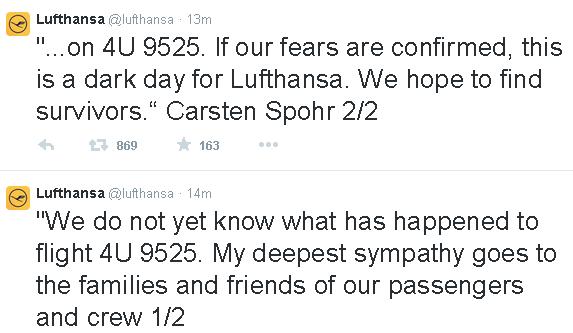 Lufthansa @lufthansa · 13m
"...on 4U 9525. If our fears are confirmed, this
is a dark day for Lufthansa. We hope to find
survivors.“ Carsten Spohr 2/2
869 163
Lufthansa @lufthansa · 14m
"We do not yet know what has happened to
flight 4U 9525. My deepest sympathy goes to
the families and friends of our passengers
and crew 1/2